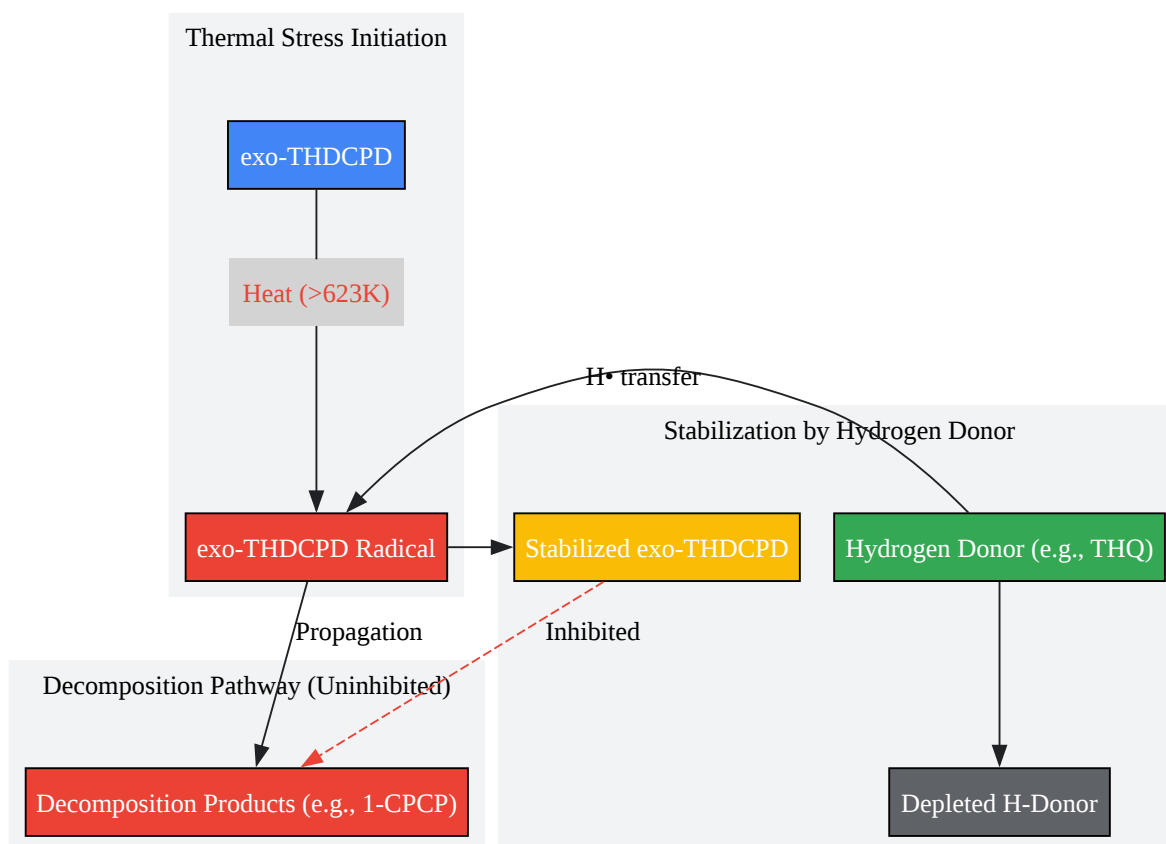 Thermal Stress Initiation
exo-THDCPD
Heat (>623K)
H• transfer
Stabilization by Hydrogen Donor
exo-THDCPD Radical
Stabilized exo-THDCPD
Hydrogen Donor (e.g., THQ)
Propagation
Inhibited
Decomposition Pathway (Uninhibited)
Decomposition Products (e.g., 1-CPCP)
Depleted H-Donor